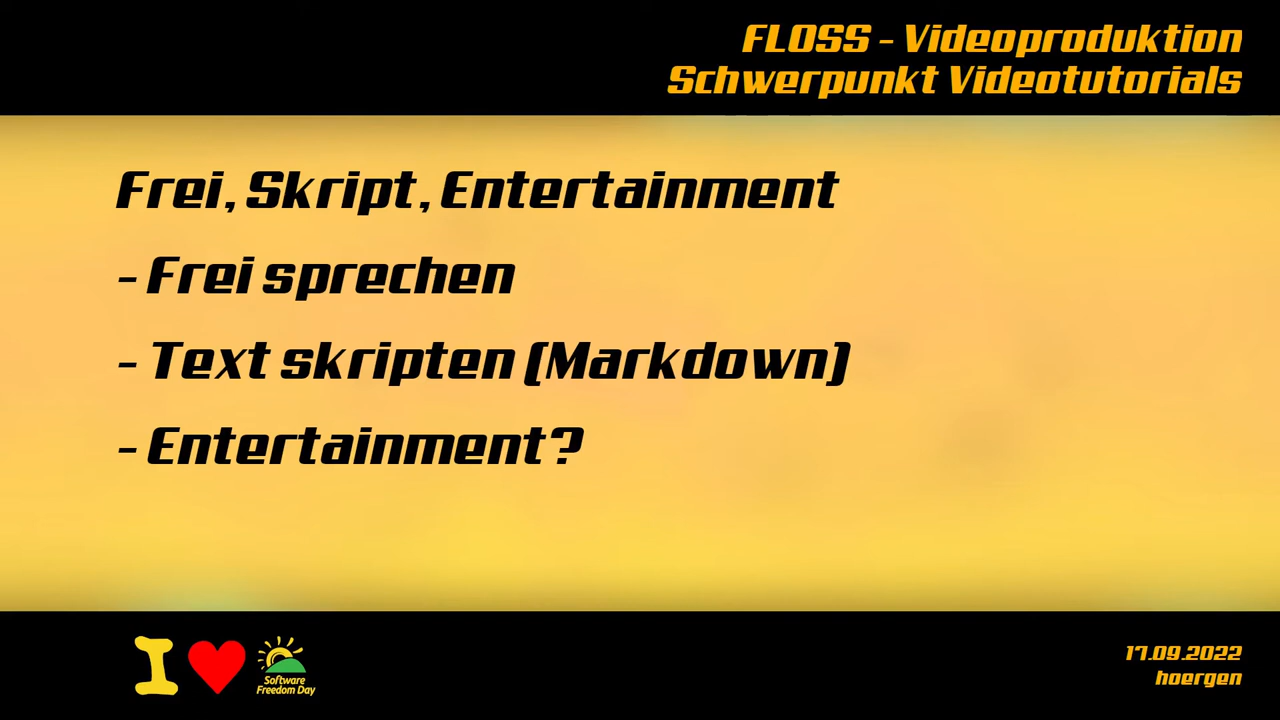 FLOSS - Videoproduktion
Schwerpunkt Videotutorials
Frei, Skript, Entertainment
- Frei sprechen
- Text skripten (Markdown)
- Entertainment?
I
Software
Freedom Day
17.09.2022
hoergen